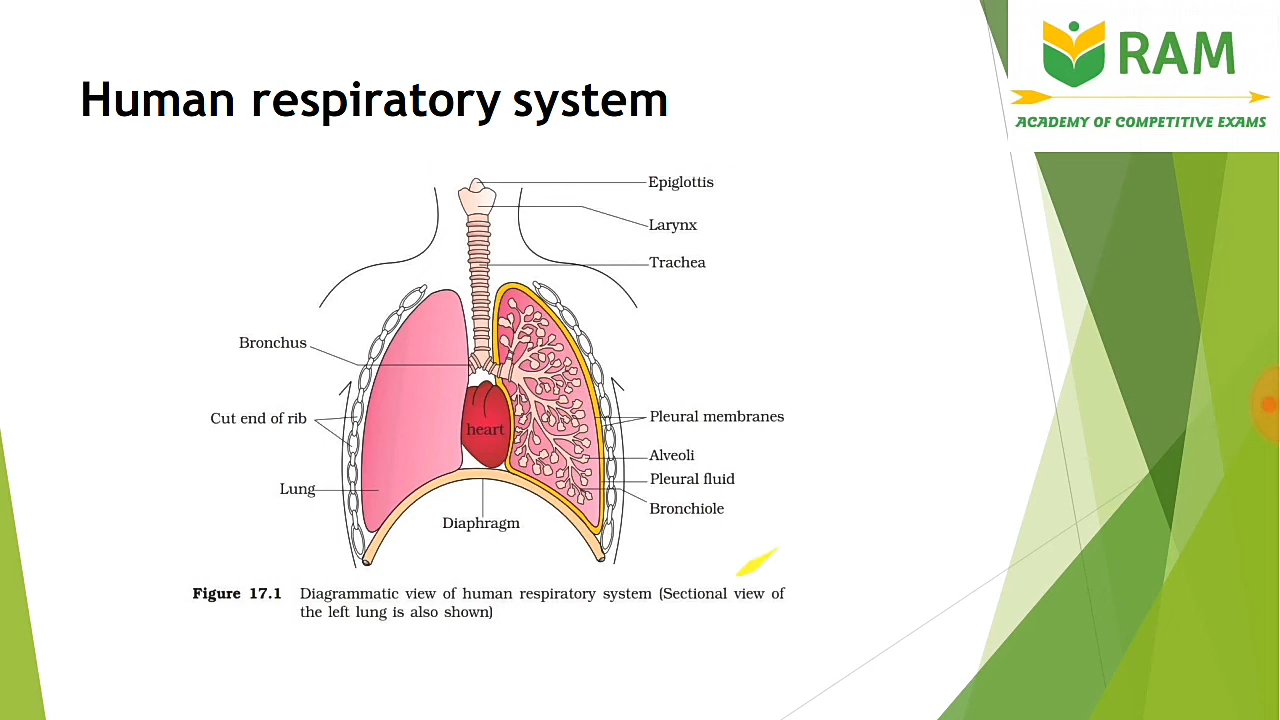 RAM
ACADEMY OF COMPETITIVE EXAMS
Human respiratory system
Epiglottis
Larynx
Trachea
Bronchus
Cut end of rib
Pleural membranes
heart
Alveoli
Pleural fluid
Lung
Bronchiole
Diaphragm
Figure 17.1 Diagrammatic view of human respiratory system (Sectional view of
the left lung is also shown)